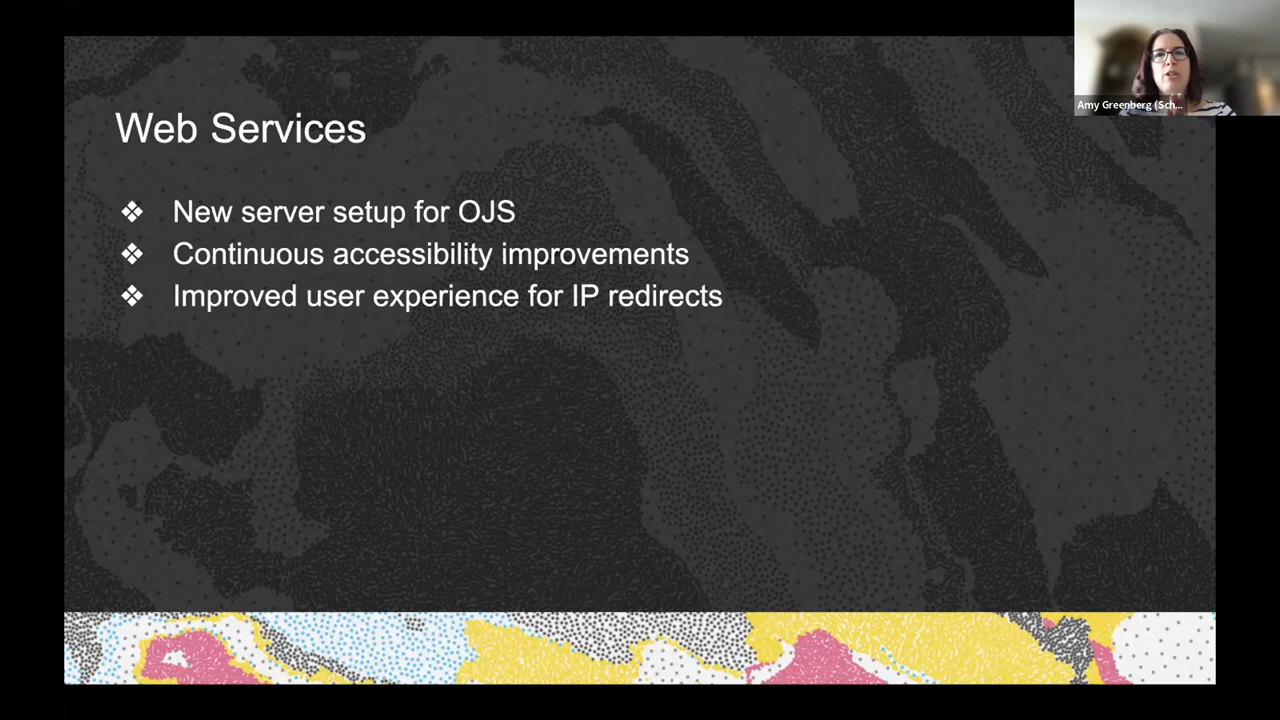 Web Services
❖ New server setup for OJS
❖ Continuous accessibility improvements
❖ Improved user experience for IP redirects
Amy Greenberg (Sch...